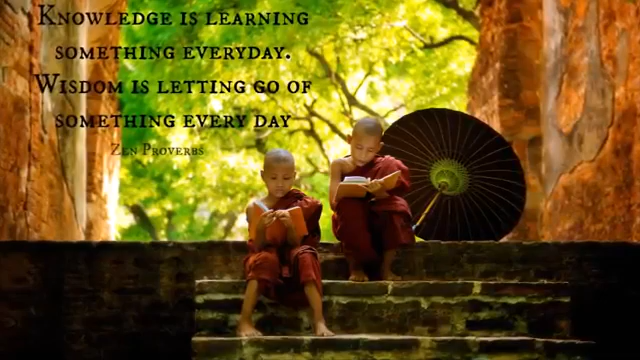 Knowledge is learning
something everyday.
Wisdom is letting go of
something every day
Zen Proverbs